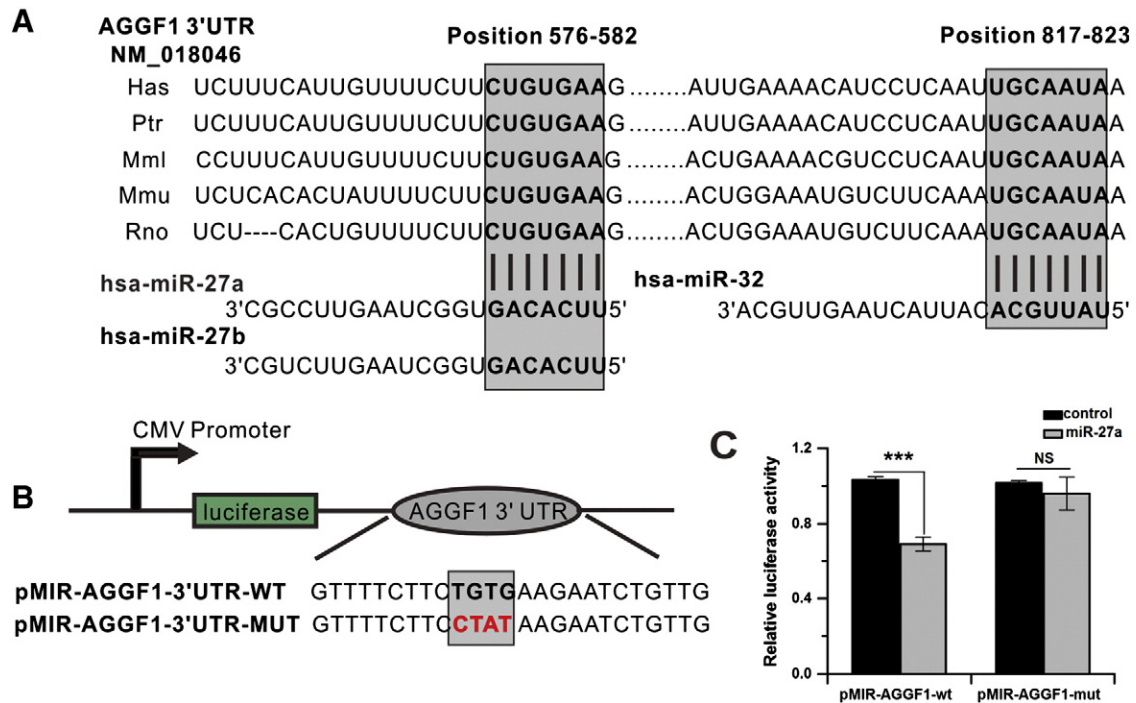 A
AGGF1 3'UTR
NM_018046
Position 576-582
Position 817-823
Has UCUUUCAUUGUUUUCUUCUGUGAAG........AUUGAAAACAUCCUCAAUUGCAAUAA
Ptr UCUUUCAUUGUUUUCUUCUGUGAAG........AUUGAAAACAUCCUCAAUUGCAAUAA
Mml CCUUUCAUUGUUUUCUUCUGUGAAG........ACUGAAAACGUCCUCAAUUGCAAUAA
Mmu UCUCACACUAUUUUCUUCUGUGAAG........ACUGGAAAUGUCUUCAAAUGCAAUAA
Rno UCU----CACUGUUUUCUUCUGUGAAG........ACUGGAAAUGUCUUCAAAUGCAAUAA
hsa-miR-27a
hsa-miR-32
3'CGCCUUGAAUCGGUGACACUU5'
3'ACGUUGAAUCAUUACACGUUAU5'
hsa-miR-27b
3'CGUCUUGAAUCGGUGACACUU5'
B
CMV Promoter
luciferase
AGGF1 3' UTR
pMIR-AGGF1-3'UTR-WT GTTTTCTTCTGTGAAGAATCTGTTG
pMIR-AGGF1-3'UTR-MUT GTTTTCTTCCTATAAGAATCTGTTG
C
control
miR-27a
Relative luciferase activity
1.2
0.8
0.4
0.0
***
NS
pMIR-AGGF1-wt
pMIR-AGGF1-mut